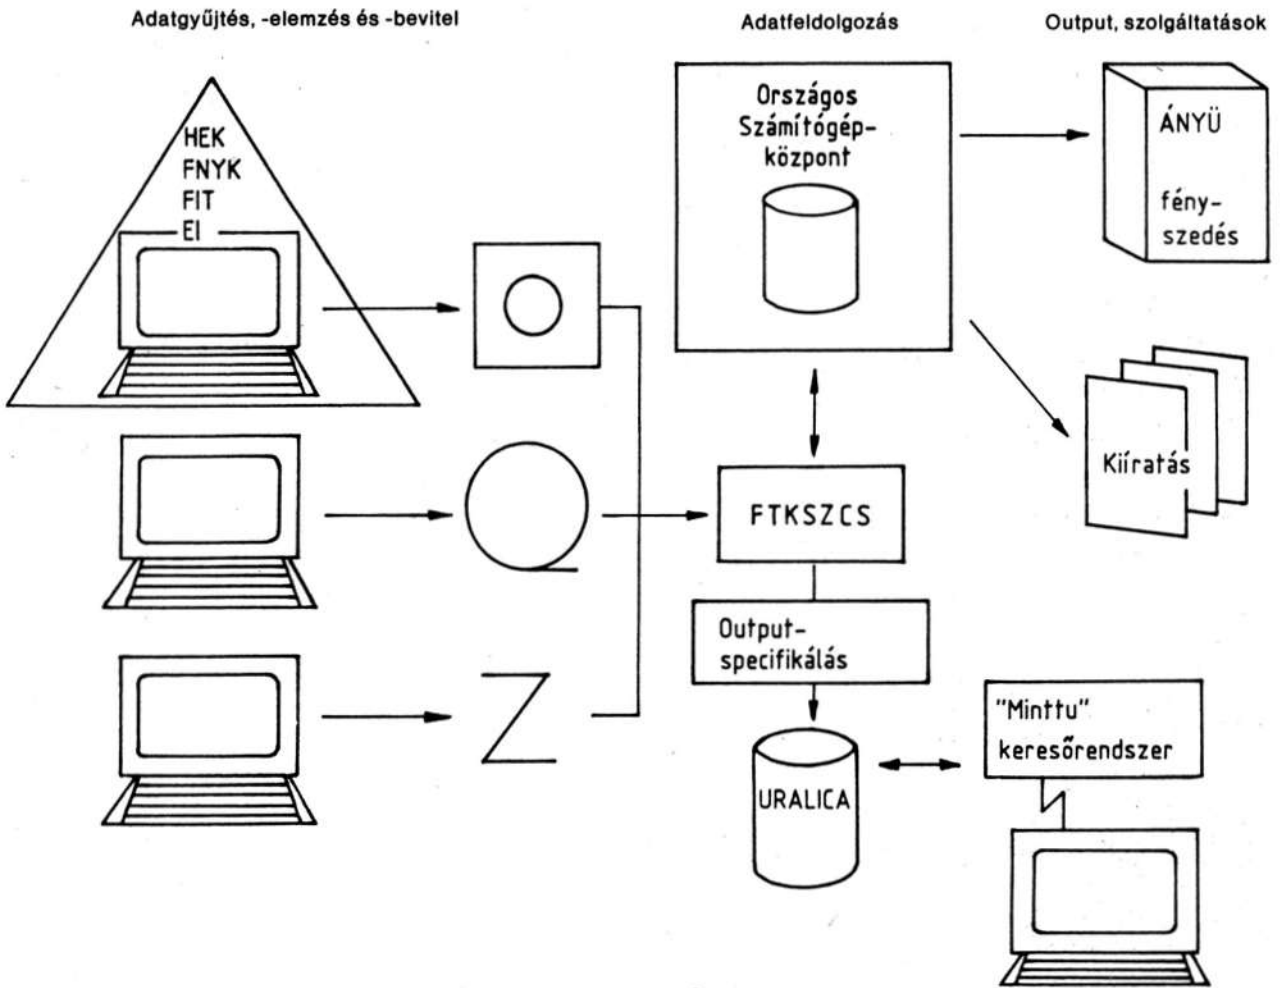 Adatgyűjtés, -elemzés és -bevitel
Adatfeldolgozás
Output, szolgáltatások
HEK
FNYK
FIT
EI
Országos
Számítógép-
központ
ÁNYÜ
fény-
szedés
Kiíratás
FTKSZCS
Output-
specifikálás
URALICA
"Minttu"
keresőrendszer